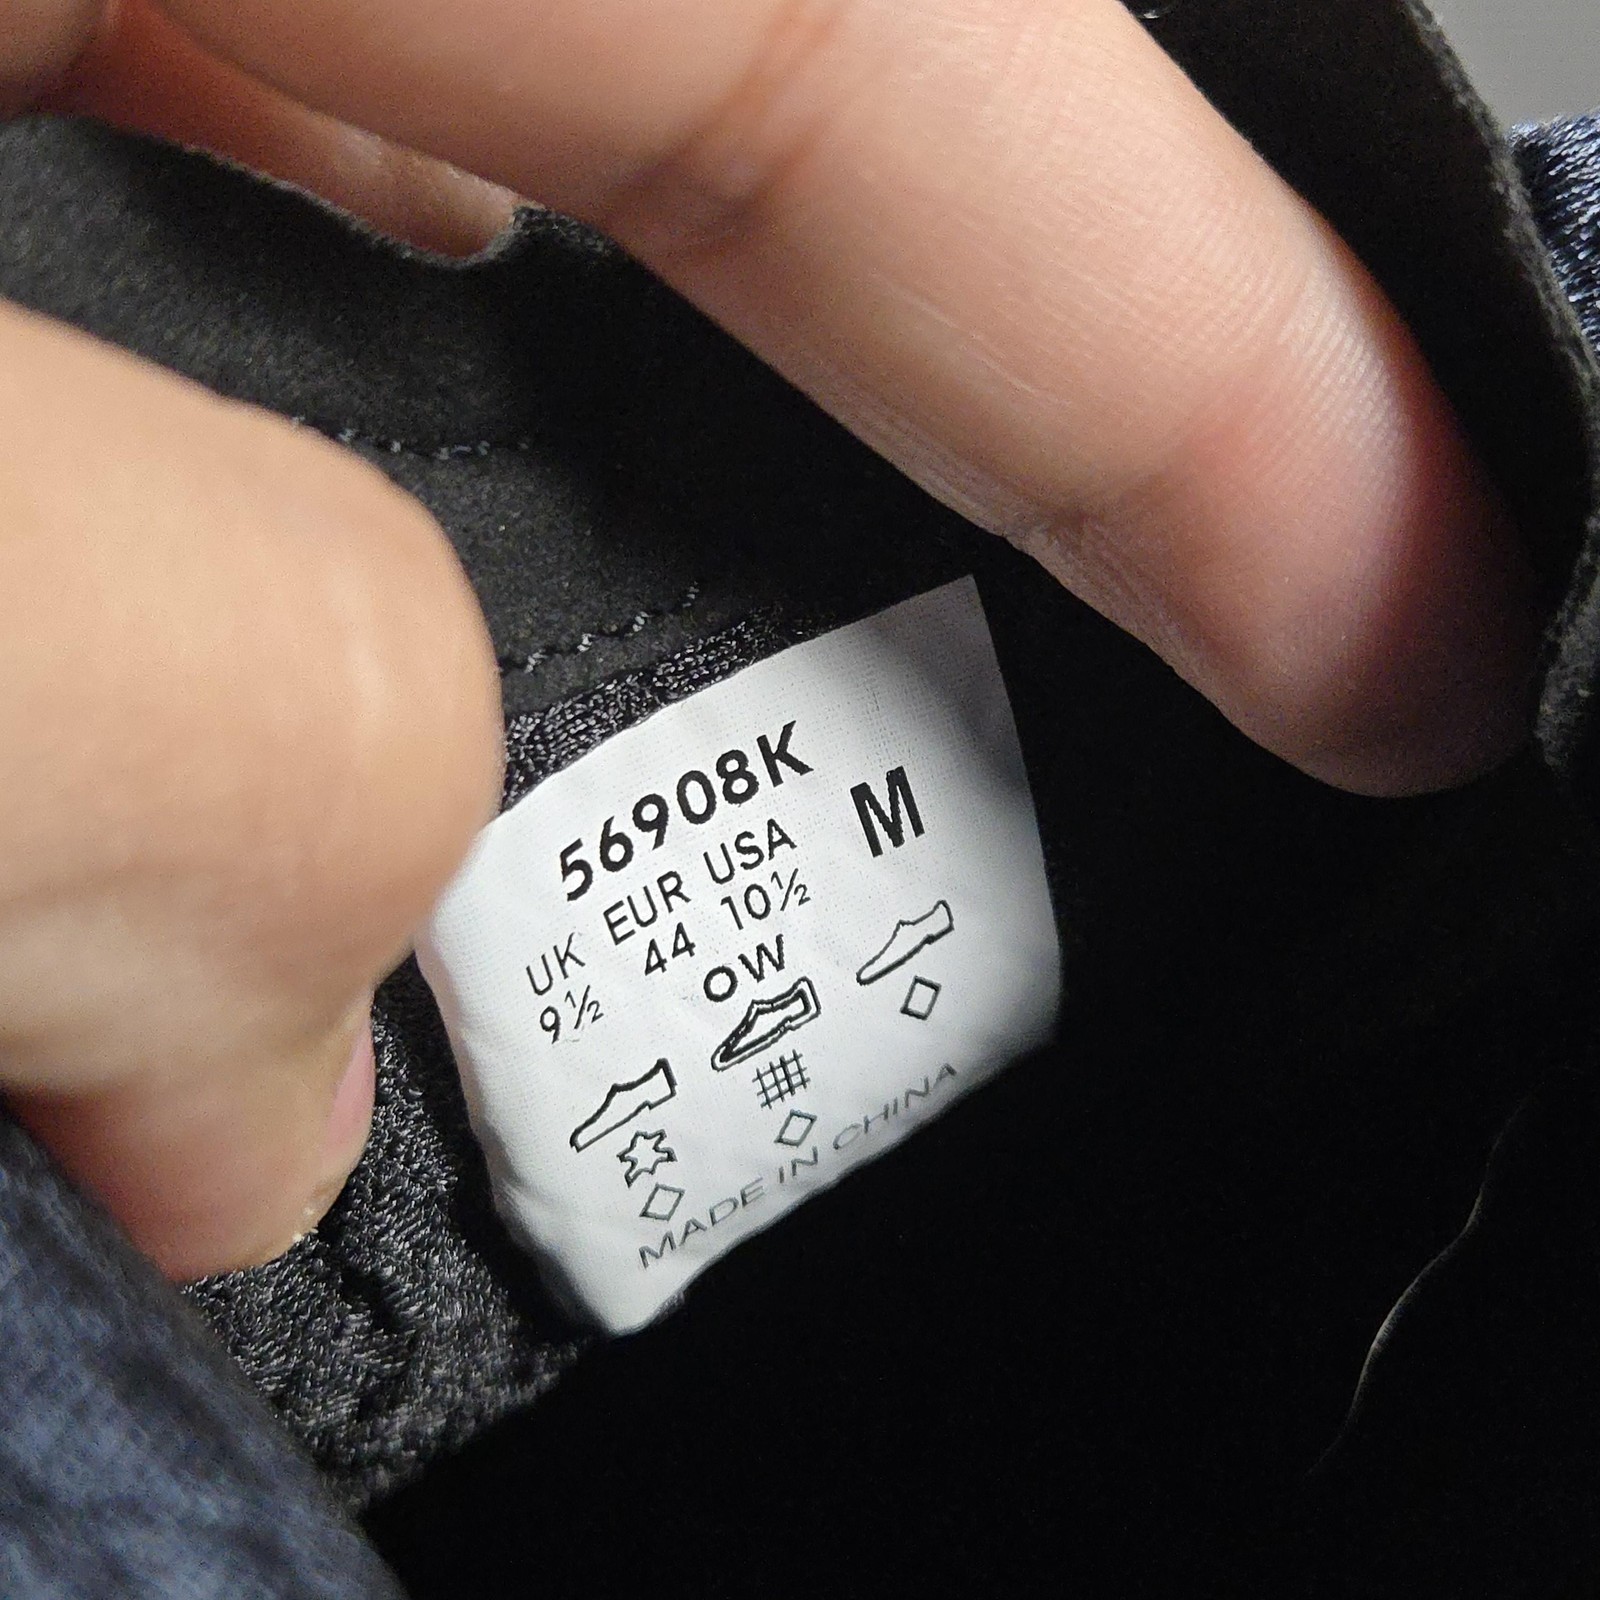 56908K
UK EUR USA M
9½ 44 10½
OW
MADE IN CHINA